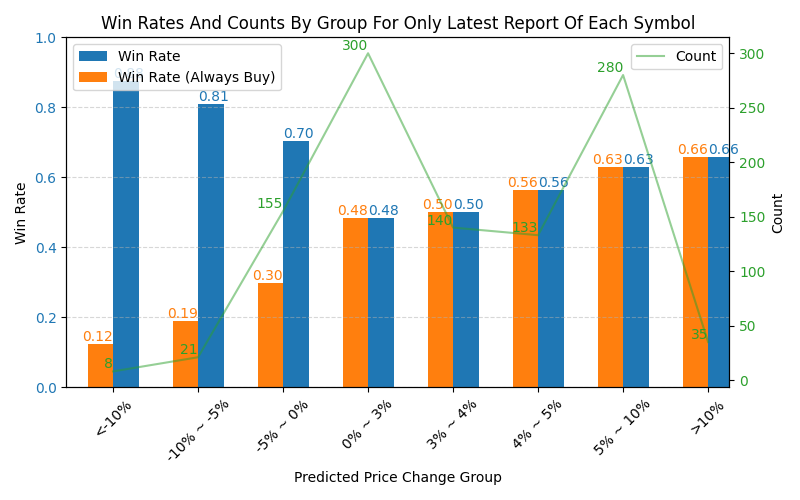 Win Rates And Counts By Group For Only Latest Report Of Each Symbol
Win Rate
Win Rate (Always Buy)
Count
1.0
0.8
0.6
0.4
0.2
0.0
Win Rate
300
250
200
150
100
50
0
Count
0.12
0.81
0.19
0.70
0.30
0.48
0.48
0.50
0.50
0.56
0.56
0.63
0.63
0.66
0.66
8
21
155
300
140
133
280
35
<-10%
-10% ~ -5%
-5% ~ 0%
0% ~ 3%
3% ~ 4%
4% ~ 5%
5% ~ 10%
>10%
Predicted Price Change Group